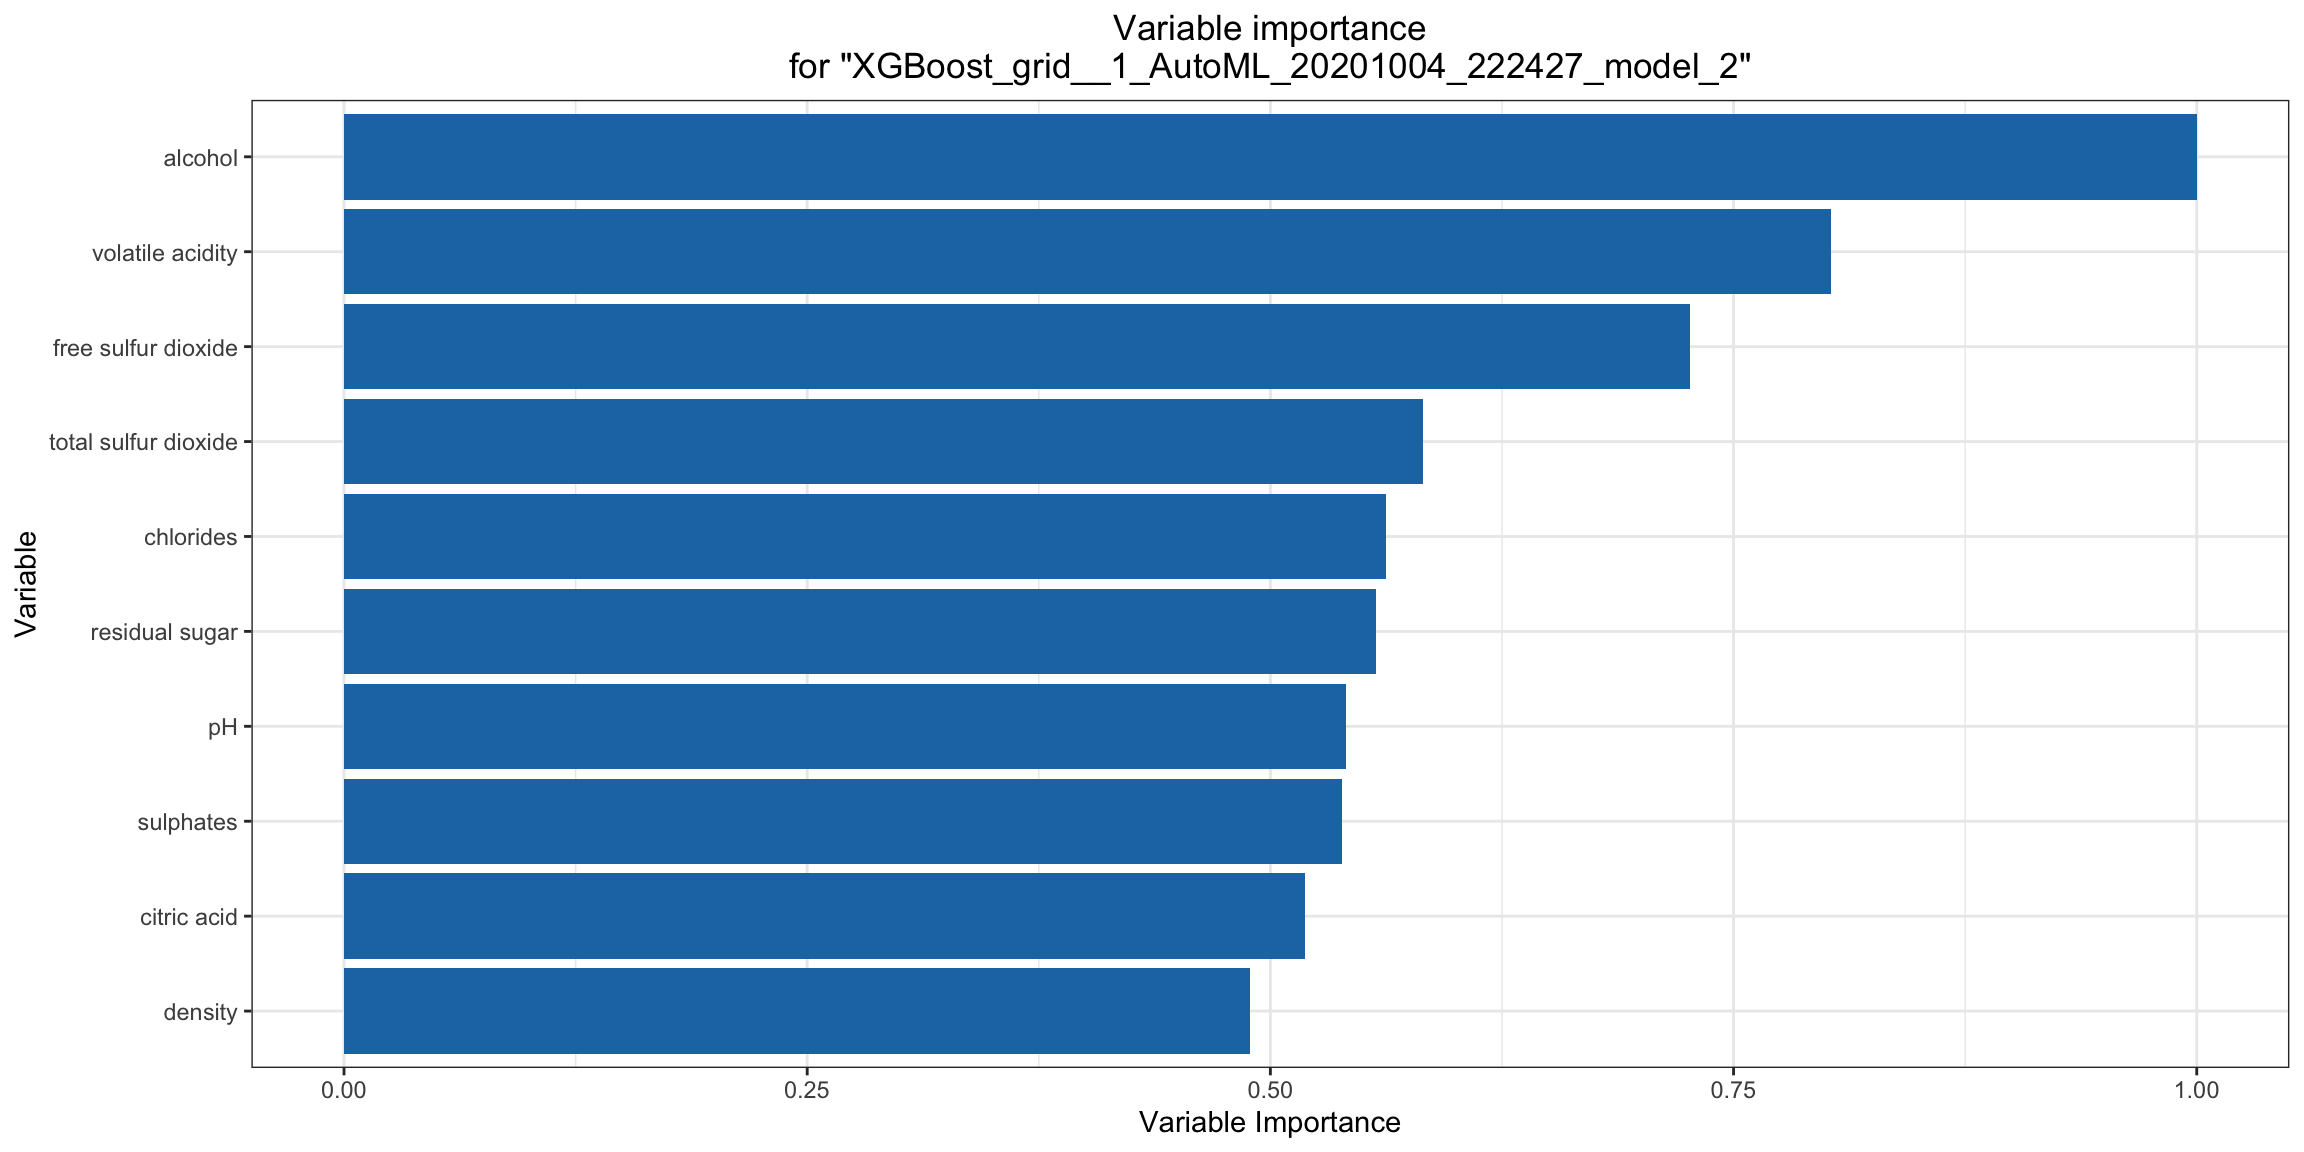 Variable importance
for "XGBoost_grid__1_AutoML_20201004_222427_model_2"
Variable
alcohol
volatile acidity
free sulfur dioxide
total sulfur dioxide
chlorides
residual sugar
pH
sulphates
citric acid
density
0.00 0.25 0.50 0.75 1.00
Variable Importance